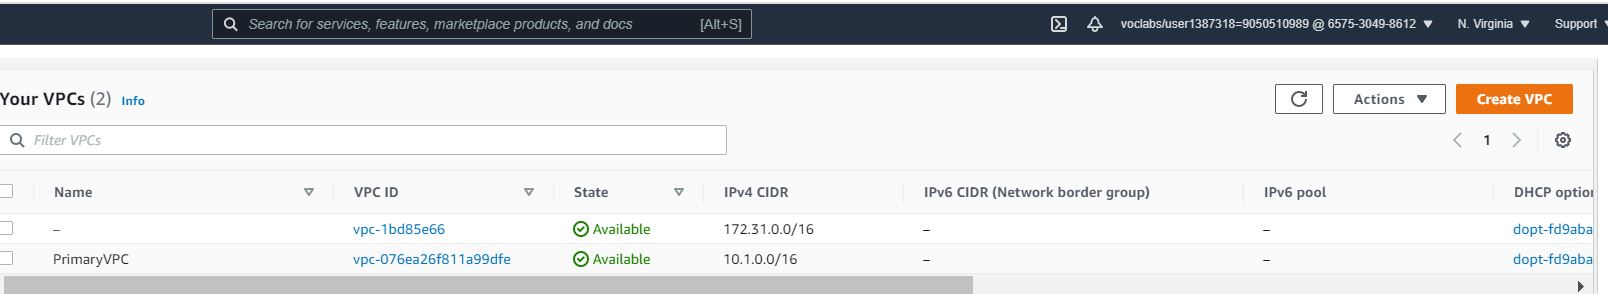 Search for services, features, marketplace products, and docs [Alt+S] voclabs/user1387318=9050510989 @ 6575-3049-8612 N. Virginia Support
Your VPCs (2) Info Actions Create VPC
Filter VPCs 1
Name VPC ID State IPv4 CIDR IPv6 CIDR (Network border group) IPv6 pool DHCP option
– vpc-1bd85e66 Available 172.31.0.0/16 – – dopt-fd9aba
PrimaryVPC vpc-076ea26f811a99dfe Available 10.1.0.0/16 – – dopt-fd9aba